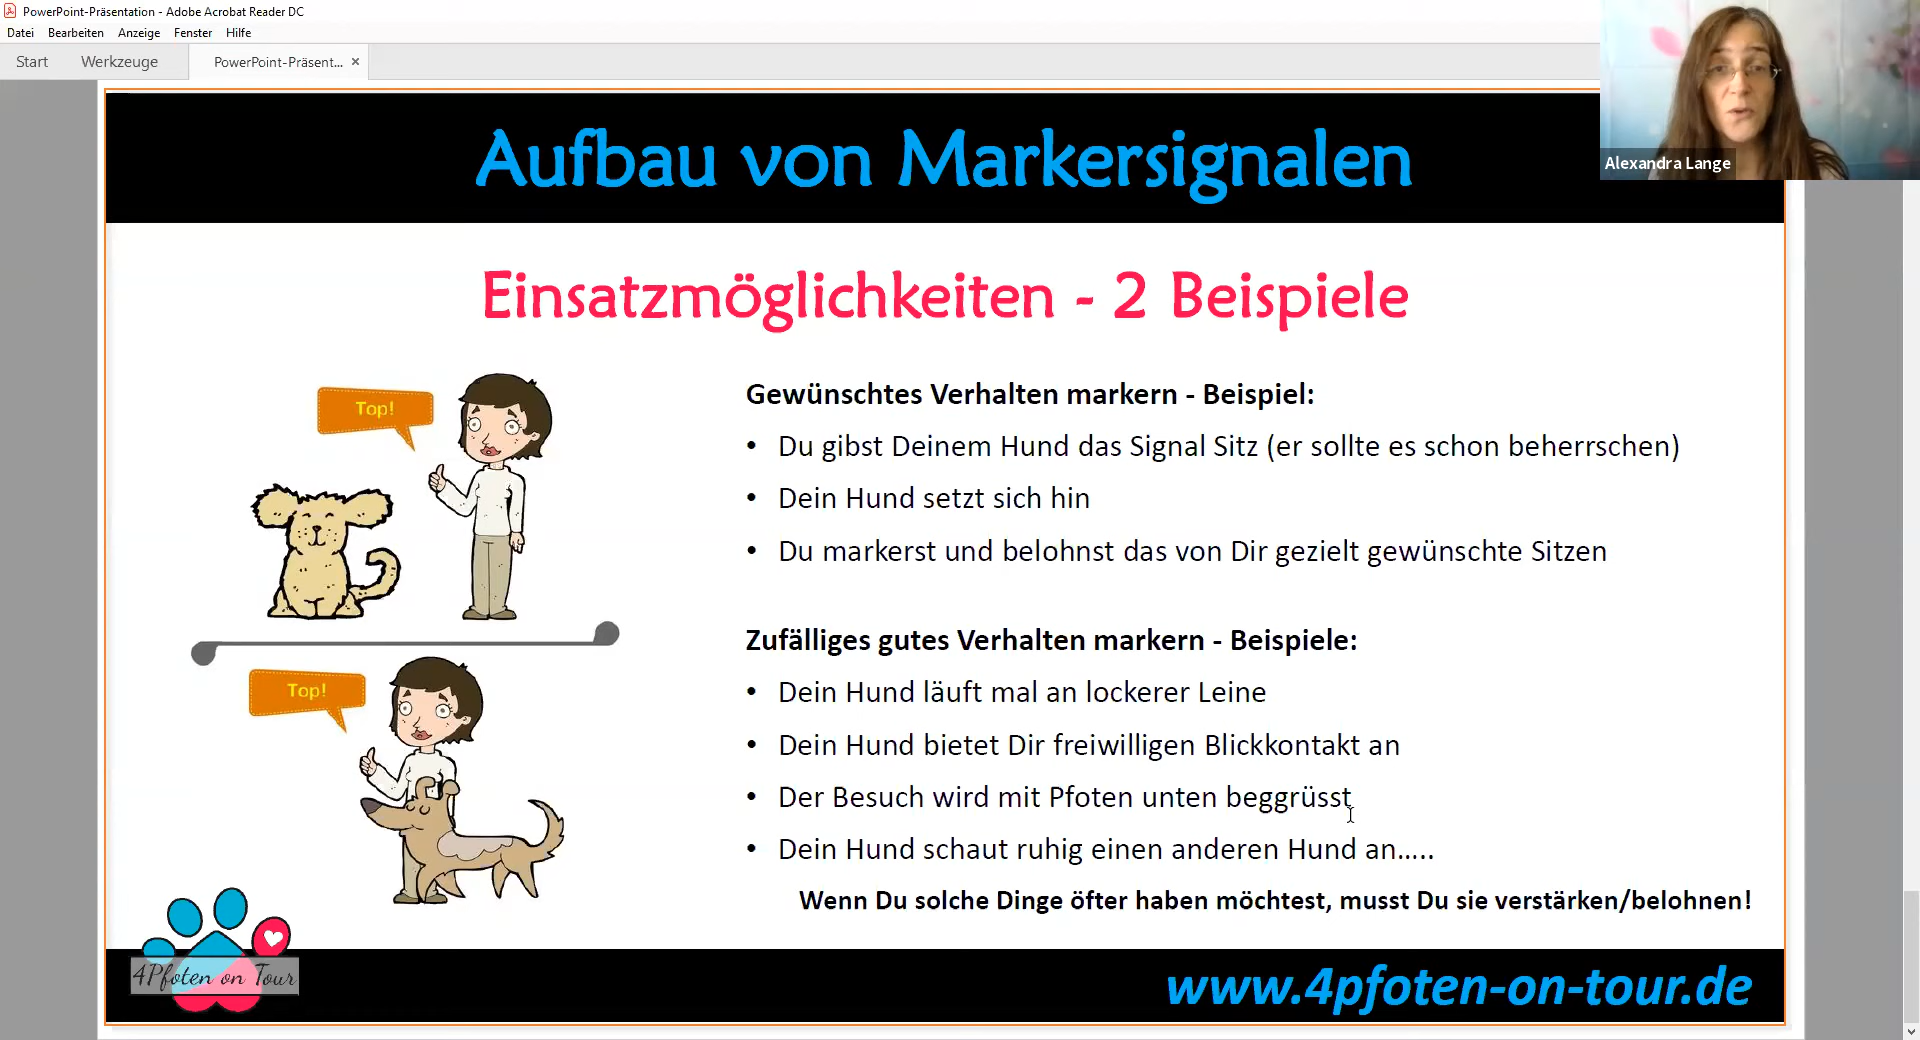 PowerPoint-Präsentation - Adobe Acrobat Reader DC
Datei Bearbeiten Anzeige Fenster Hilfe
Start Werkzeuge PowerPoint-Präsent... ×
Alexandra Lange
Aufbau von Markersignalen
Einsatzmöglichkeiten - 2 Beispiele
Top!
Gewünschtes Verhalten markern - Beispiel:
• Du gibst Deinem Hund das Signal Sitz (er sollte es schon beherrschen)
• Dein Hund setzt sich hin
• Du markerst und belohnst das von Dir gezielt gewünschte Sitzen
Top!
Zufälliges gutes Verhalten markern - Beispiele:
• Dein Hund läuft mal an lockerer Leine
• Dein Hund bietet Dir freiwilligen Blickkontakt an
• Der Besuch wird mit Pfoten unten beggrüsst
• Dein Hund schaut ruhig einen anderen Hund an.....
Wenn Du solche Dinge öfter haben möchtest, musst Du sie verstärken/belohnen!
4Pfoten on Tour
www.4pfoten-on-tour.de